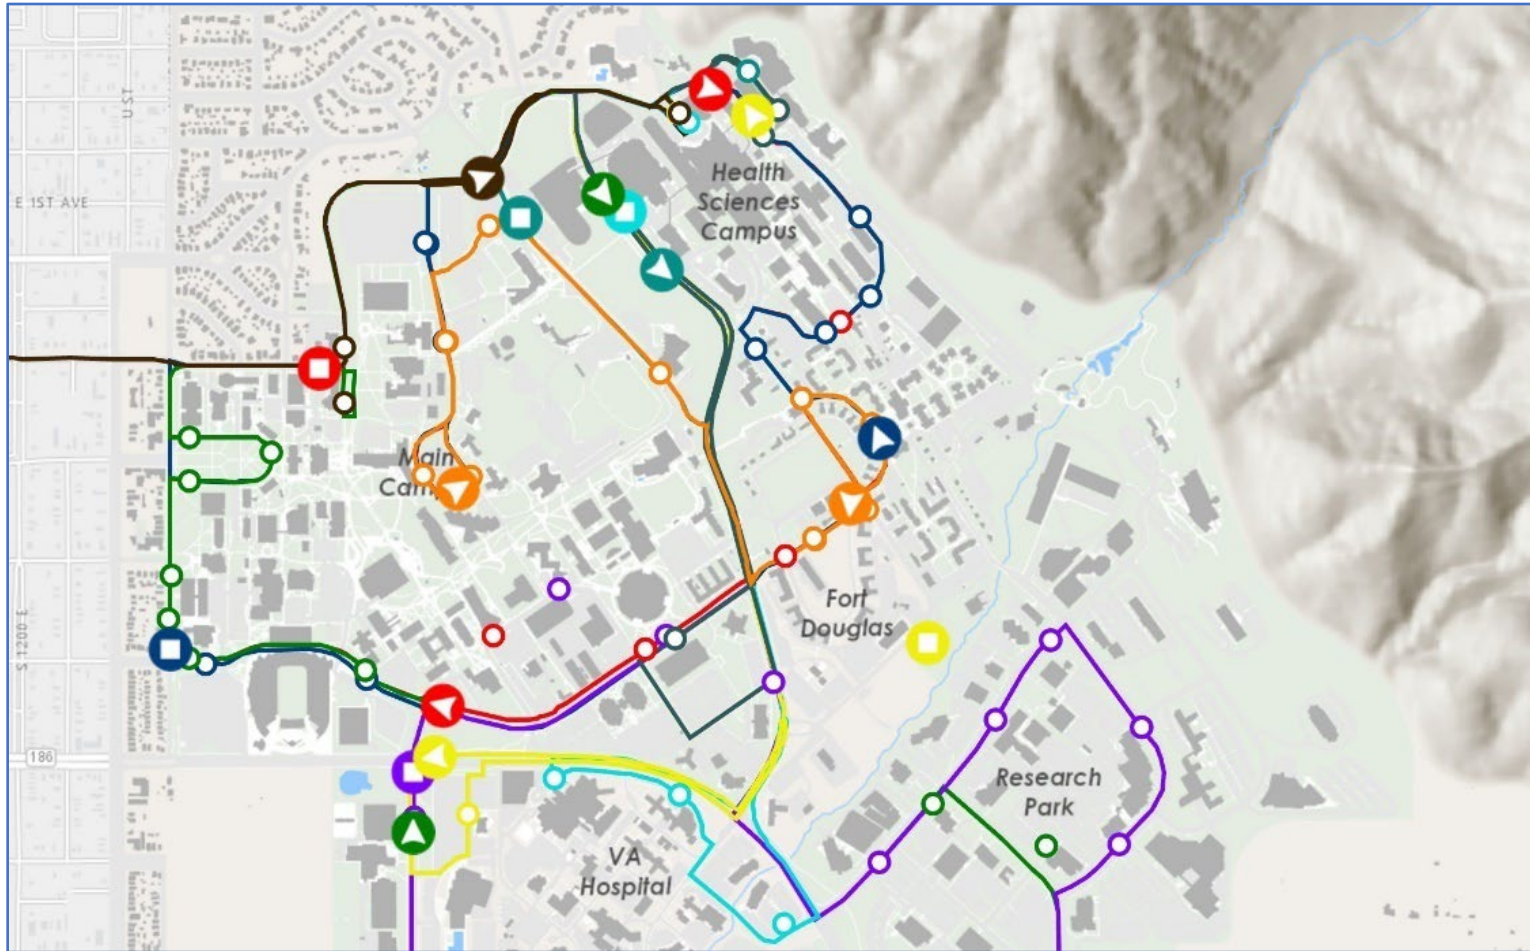 U ST
E 1ST AVE
Health
Sciences
Campus
Main
Cam
Fort
Douglas
S 1200 E
186
Research
Park
VA
Hospital